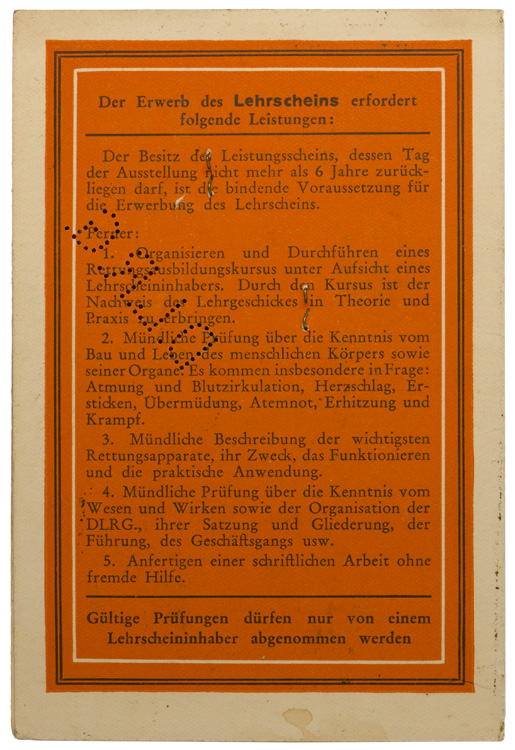 Der Erwerb des Lehrscheins erfordert
folgende Leistungen:
Der Besitz des Leistungsscheins, dessen Tag
der Ausstellung nicht mehr als 6 Jahre zurück-
liegen darf, ist die bindende Voraussetzung für
die Erwerbung des Lehrscheins.
Ferner:
1. Organisieren und Durchführen eines
Rettungsausbildungskursus unter Aufsicht eines
Lehrscheininhabers. Durch den Kursus ist der
Nachweis des Lehrgeschickes in Theorie und
Praxis zu erbringen.
2. Mündliche Prüfung über die Kenntnis vom
Bau und Leben des menschlichen Körpers sowie
seiner Organe. Es kommen insbesondere in Frage:
Atmung und Blutzirkulation, Herzschlag, Er-
sticken, Übermüdung, Atemnot, Erhitzung und
Krampf.
3. Mündliche Beschreibung der wichtigsten
Rettungsapparate, ihr Zweck, das Funktionieren
und die praktische Anwendung.
4. Mündliche Prüfung über die Kenntnis vom
Wesen und Wirken sowie der Organisation der
DLRG., ihrer Satzung und Gliederung, der
Führung, des Geschäftsgangs usw.
5. Anfertigen einer schriftlichen Arbeit ohne
fremde Hilfe.
Gültige Prüfungen dürfen nur von einem
Lehrscheininhaber abgenommen werden